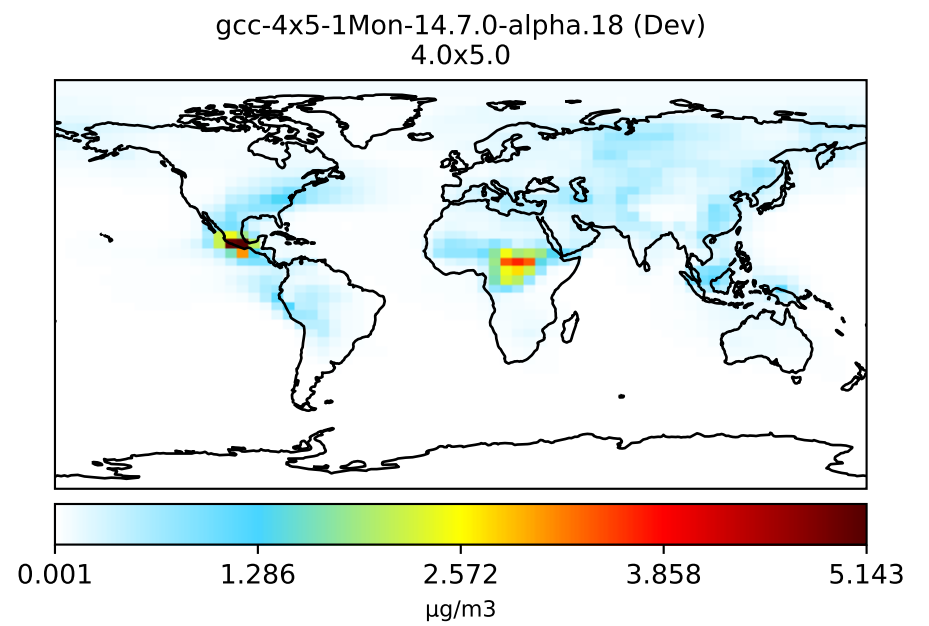 gcc-4x5-1Mon-14.7.0-alpha.18 (Dev)
4.0x5.0
0.001 1.286 2.572 3.858 5.143
μg/m3